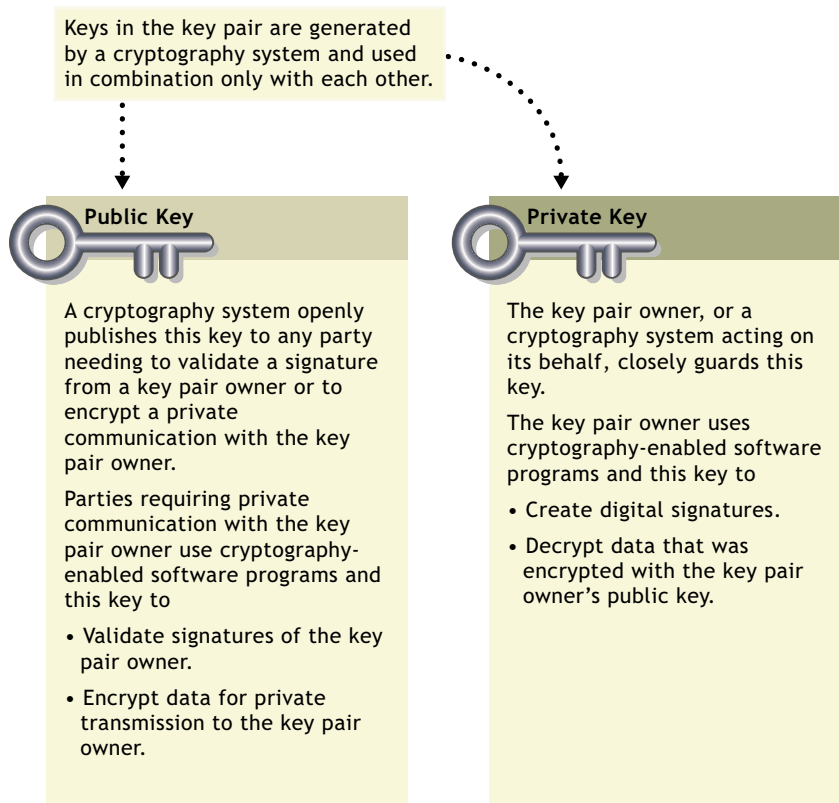 Keys in the key pair are generated
by a cryptography system and used
in combination only with each other.
Public Key
A cryptography system openly
publishes this key to any party
needing to validate a signature
from a key pair owner or to
encrypt a private
communication with the key
pair owner.
Parties requiring private
communication with the key
pair owner use cryptography-
enabled software programs and
this key to
• Validate signatures of the key
pair owner.
• Encrypt data for private
transmission to the key pair
owner.
Private Key
The key pair owner, or a
cryptography system acting on
its behalf, closely guards this
key.
The key pair owner uses
cryptography-enabled software
programs and this key to
• Create digital signatures.
• Decrypt data that was
encrypted with the key pair
owner’s public key.